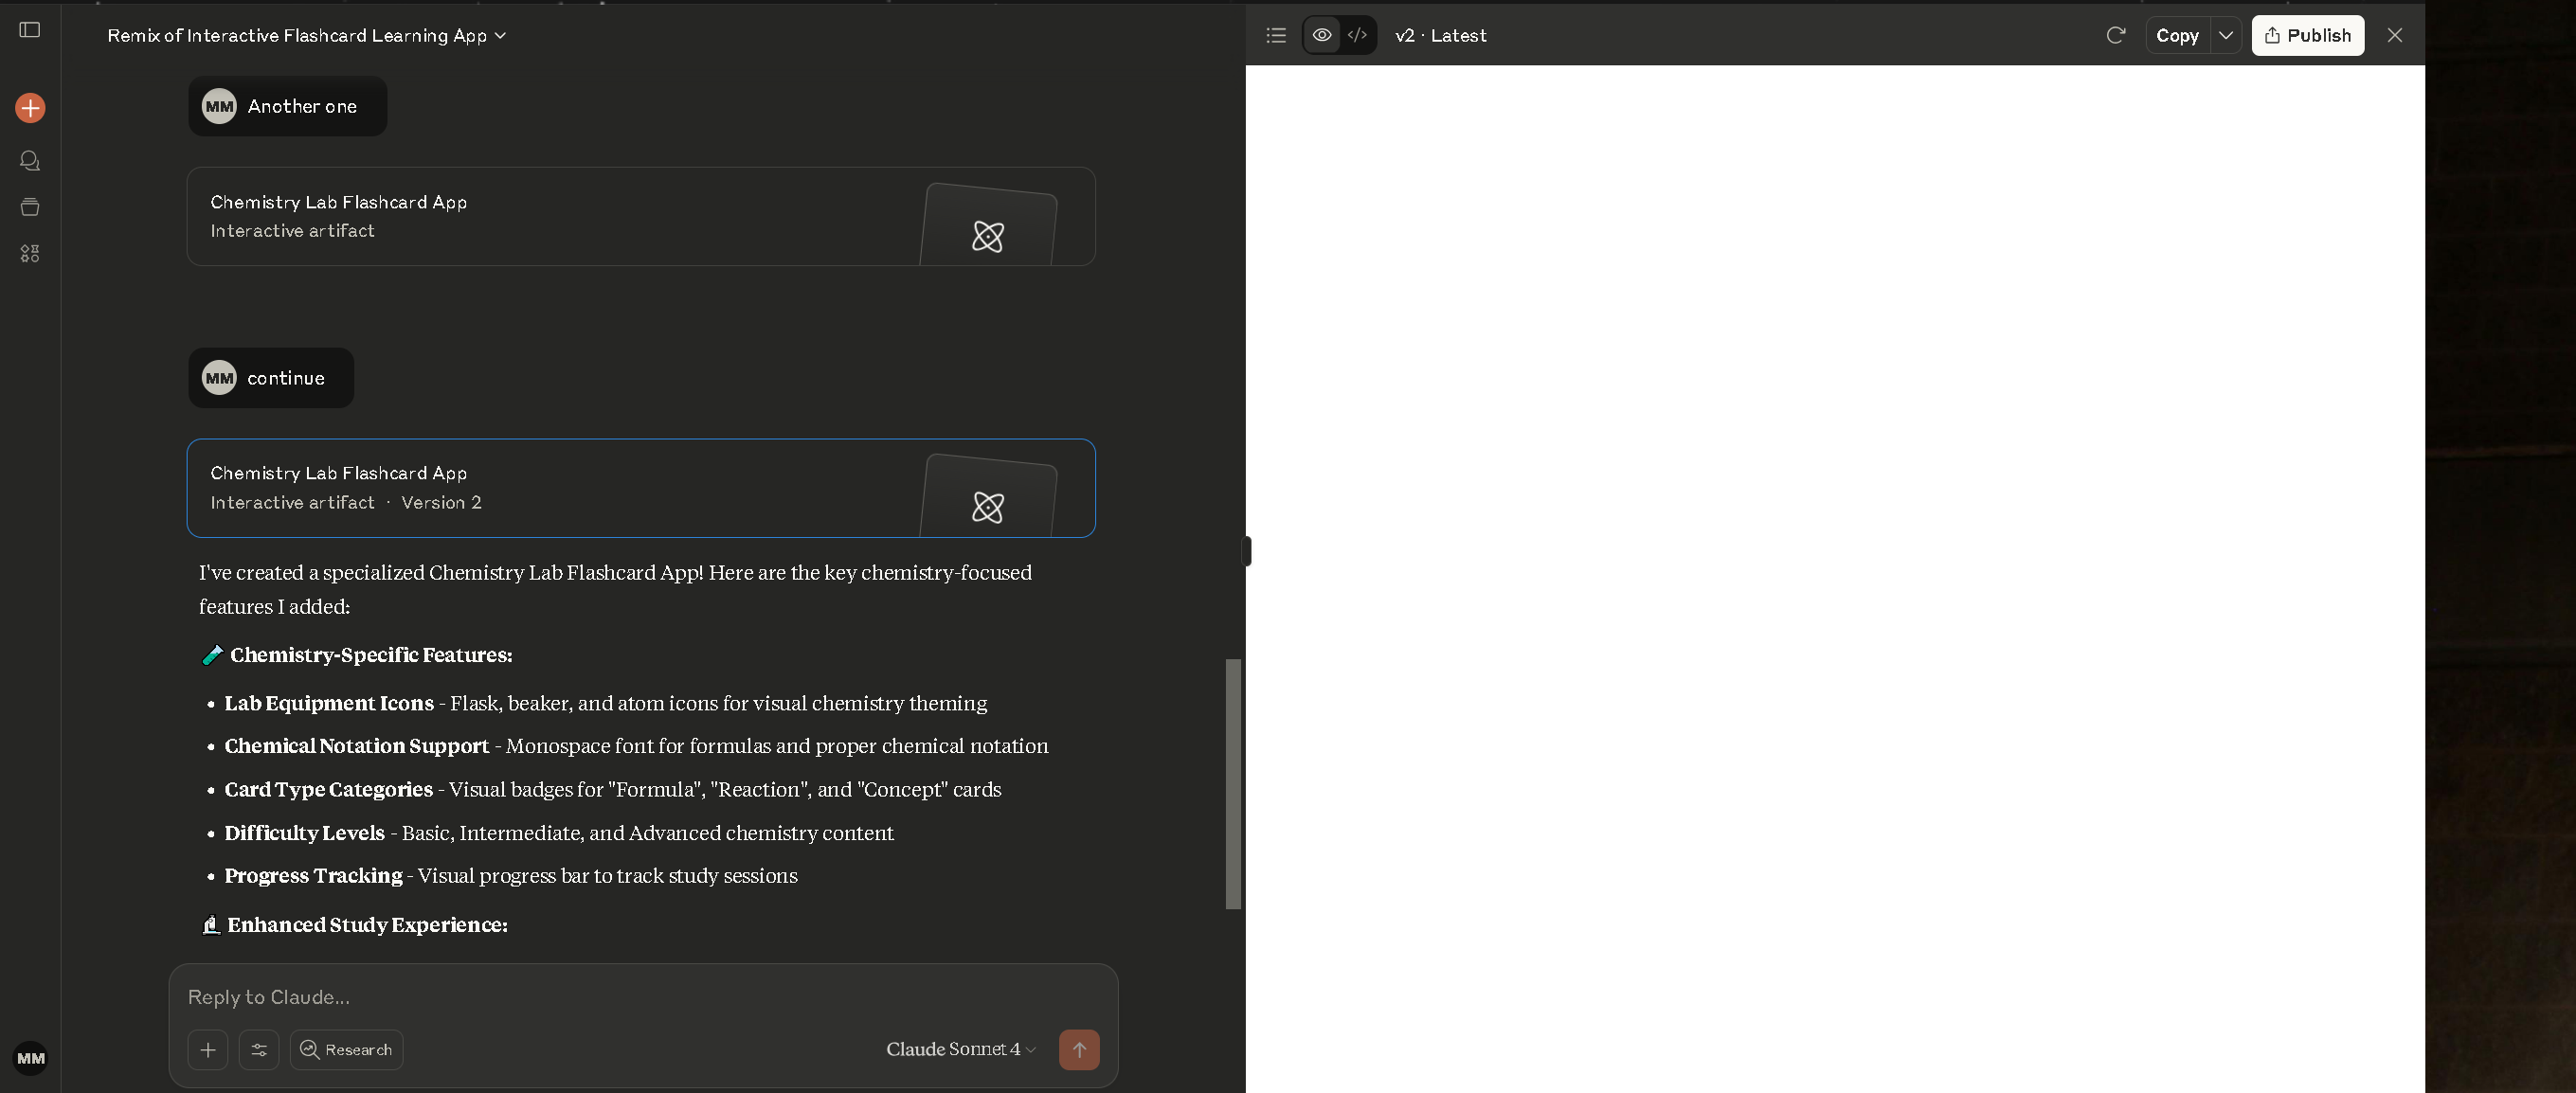 Remix of Interactive Flashcard Learning App
MM Another one
Chemistry Lab Flashcard App
Interactive artifact
MM continue
Chemistry Lab Flashcard App
Interactive artifact · Version 2
I've created a specialized Chemistry Lab Flashcard App! Here are the key chemistry-focused
features I added:
🧪 Chemistry-Specific Features:
• Lab Equipment Icons - Flask, beaker, and atom icons for visual chemistry theming
• Chemical Notation Support - Monospace font for formulas and proper chemical notation
• Card Type Categories - Visual badges for "Formula", "Reaction", and "Concept" cards
• Difficulty Levels - Basic, Intermediate, and Advanced chemistry content
• Progress Tracking - Visual progress bar to track study sessions
🔬 Enhanced Study Experience:
Reply to Claude...
Research
Claude Sonnet 4
MM
v2 · Latest
Copy
Publish